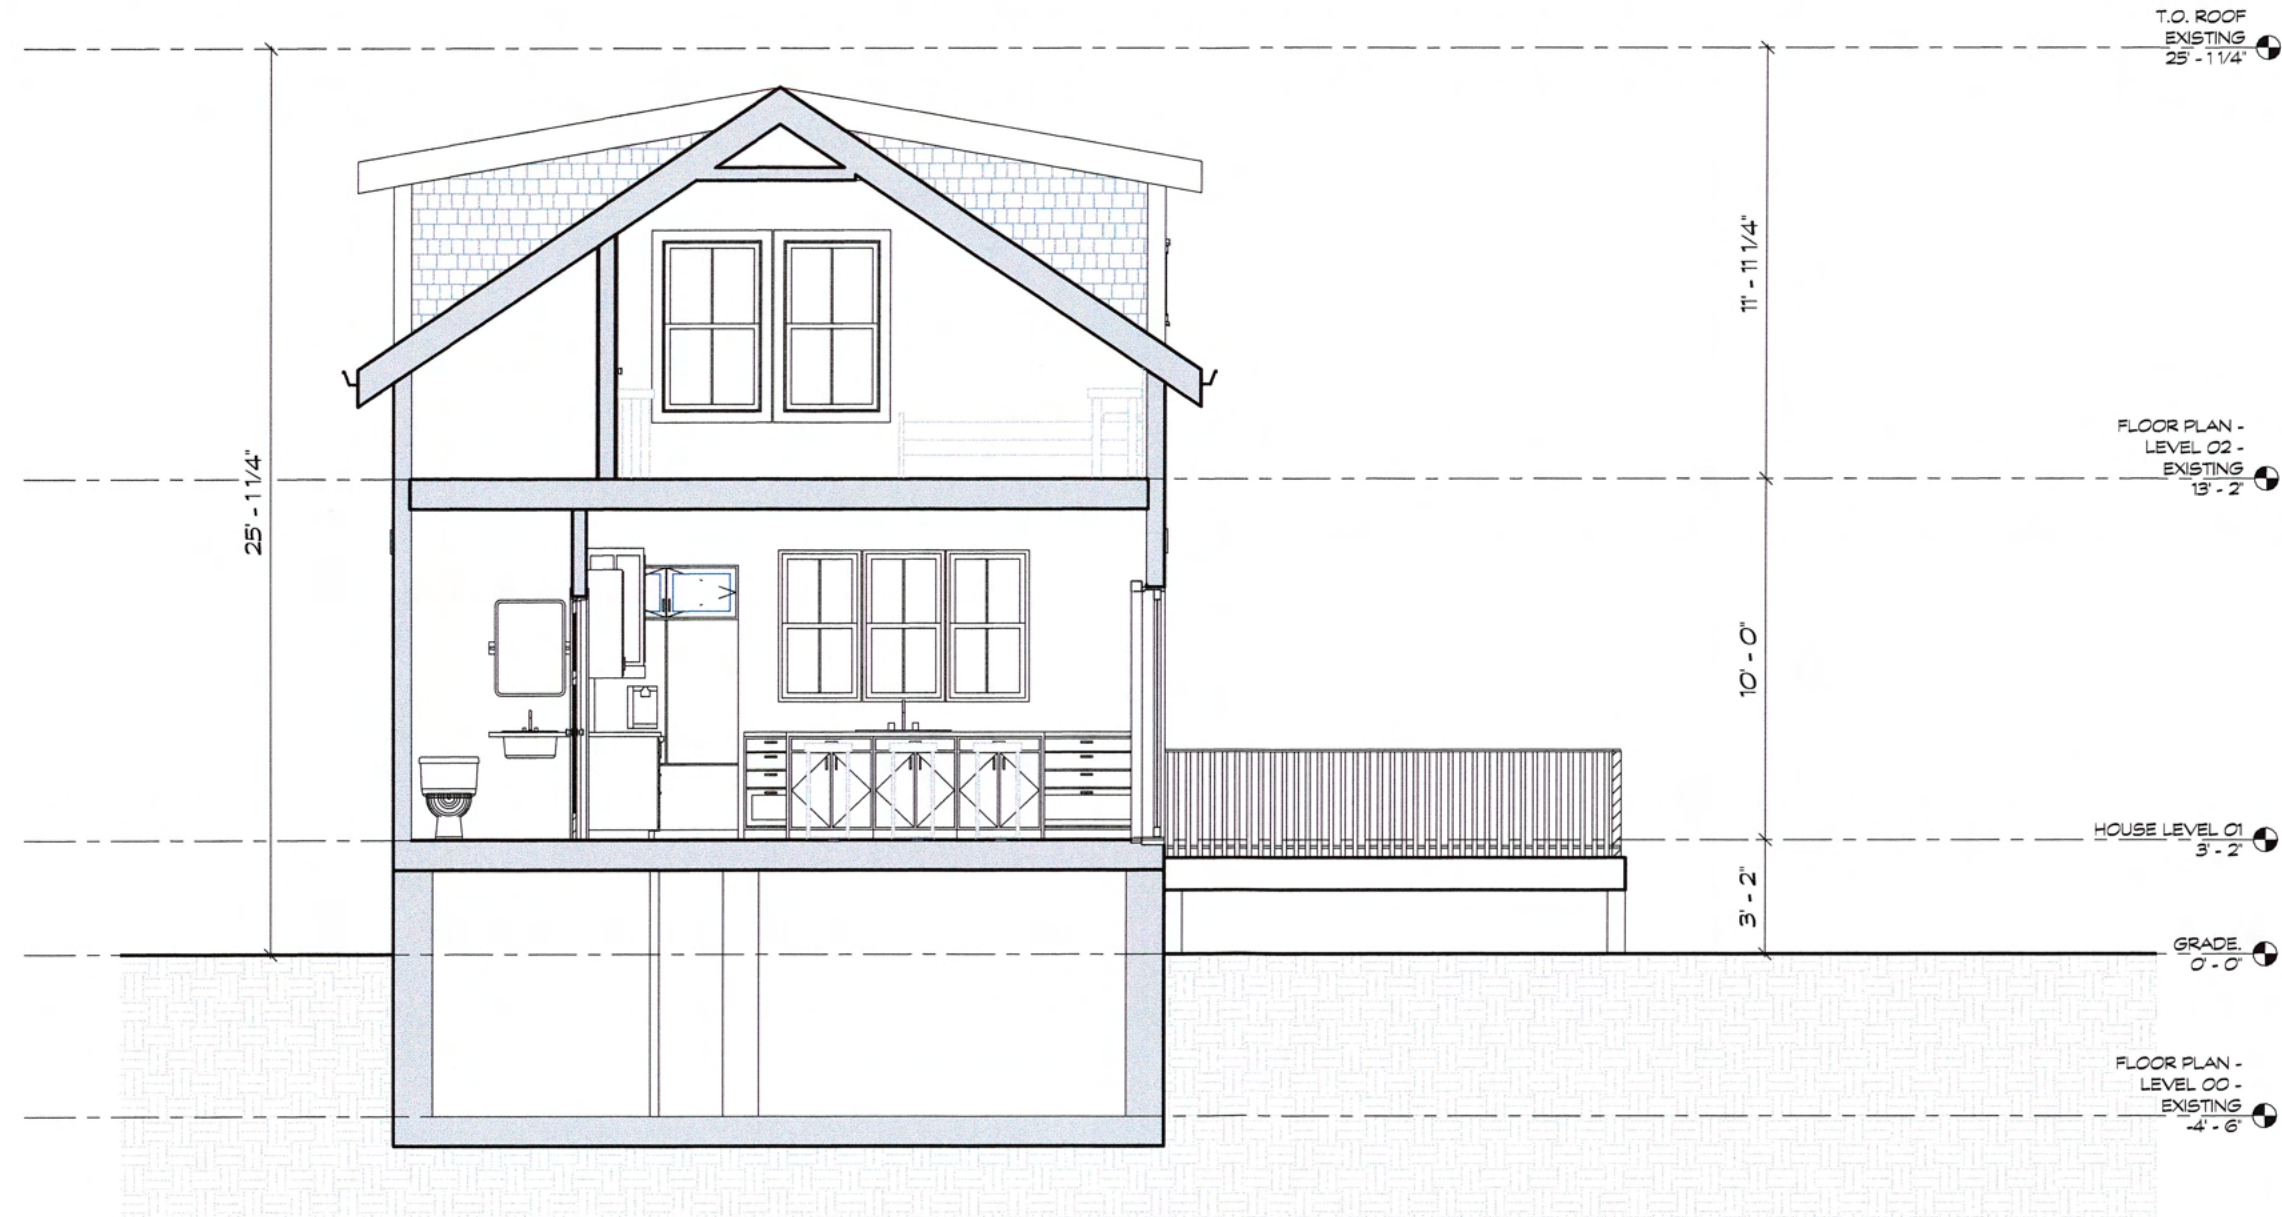 T.O. ROOF
EXISTING
25' - 1 1/4"
11' - 11 1/4"
FLOOR PLAN -
LEVEL 02 -
EXISTING
13' - 2"
25' - 1 1/4"
10' - 0"
HOUSE LEVEL 01
3' - 2"
3' - 2"
GRADE.
0' - 0"
FLOOR PLAN -
LEVEL 00 -
EXISTING
-4' - 6"